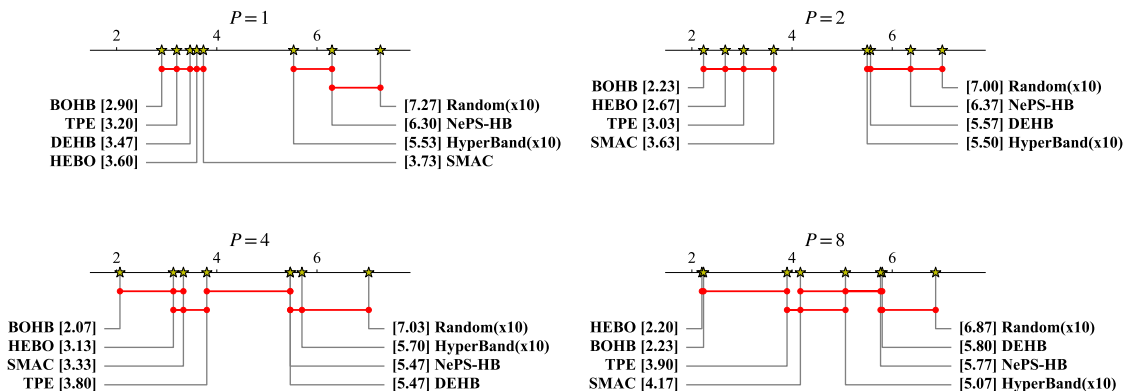 P = 1
2 4 6
BOHB [2.90]
TPE [3.20]
DEHB [3.47]
HEBO [3.60]
[7.27] Random(x10)
[6.30] NePS-HB
[5.53] HyperBand(x10)
[3.73] SMAC
P = 2
2 4 6
BOHB [2.23]
HEBO [2.67]
TPE [3.03]
SMAC [3.63]
[7.00] Random(x10)
[6.37] NePS-HB
[5.57] DEHB
[5.50] HyperBand(x10)
P = 4
2 4 6
BOHB [2.07]
HEBO [3.13]
SMAC [3.33]
TPE [3.80]
[7.03] Random(x10)
[5.70] HyperBand(x10)
[5.47] NePS-HB
[5.47] DEHB
P = 8
2 4 6
HEBO [2.20]
BOHB [2.23]
TPE [3.90]
SMAC [4.17]
[6.87] Random(x10)
[5.80] DEHB
[5.77] NePS-HB
[5.07] HyperBand(x10)